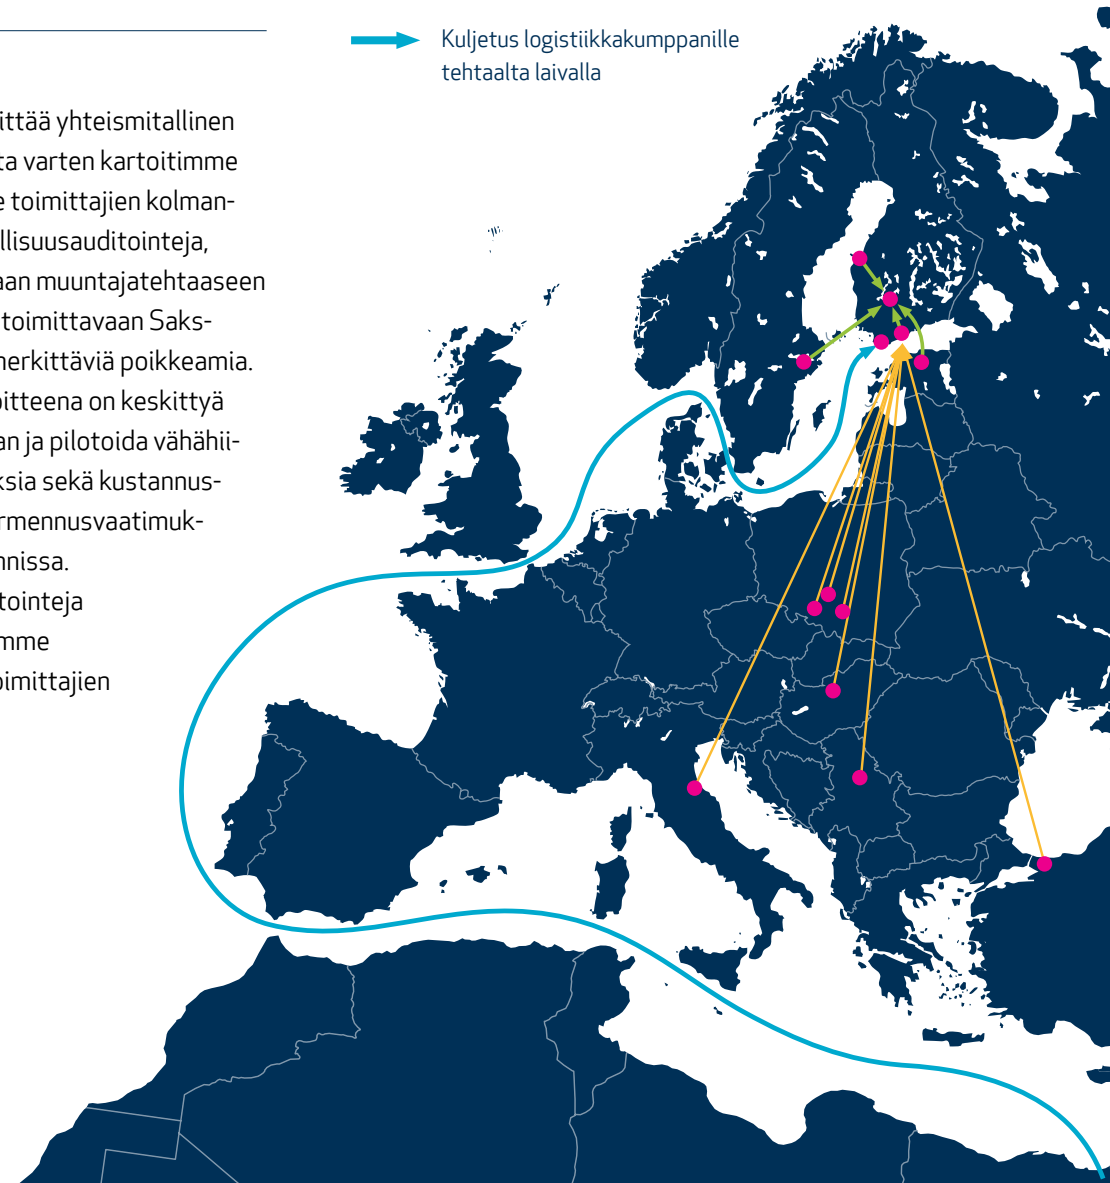 Kuljetus logistiikkakumppanille
tehtaalta laivalla
ittää yhteismitallinen
ta varten kartoitimme
e toimittajien kolman-
llisuusauditointeja,
aan muuntajatehtaaseen
toimittavaan Saks-
merkittäviä poikkeamia.
oitteena on keskittyä
an ja pilotoida vähähii-
ksia sekä kustannus-
rmennusvaatimuk-
nnissa.
tointeja
mme
oimittajien